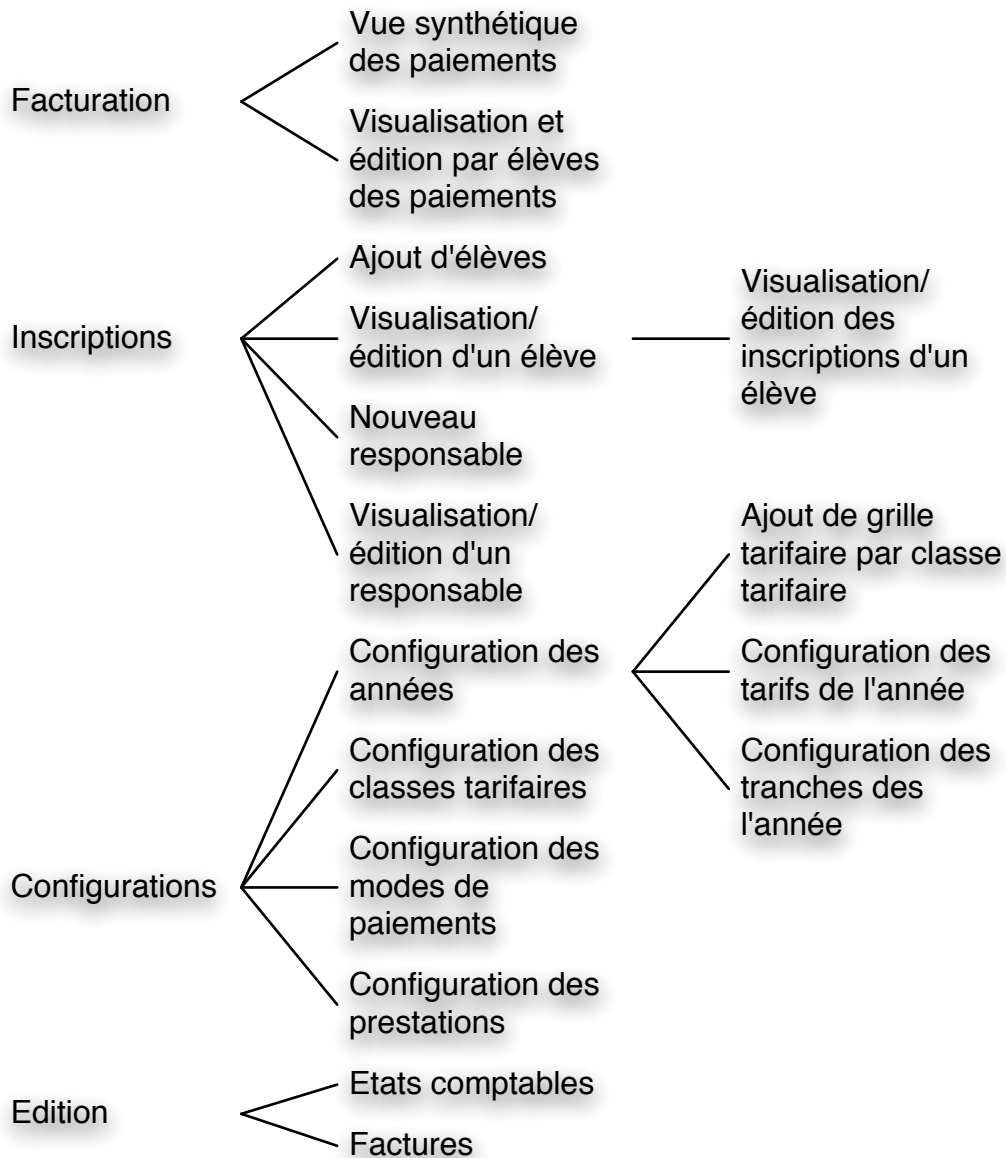 Facturation
Vue synthétique
des paiements
Visualisation et
édition par élèves
des paiements
Inscriptions
Ajout d'élèves
Visualisation/
édition d'un élève
Visualisation/
édition des
inscriptions d'un
élève
Nouveau
responsable
Visualisation/
édition d'un
responsable
Configurations
Configuration des
années
Ajout de grille
tarifaire par classe
tarifaire
Configuration des
tarifs de l'année
Configuration des
tranches des
l'année
Configuration des
classes tarifaires
Configuration des
modes de
paiements
Configuration des
prestations
Edition
Etats comptables
Factures